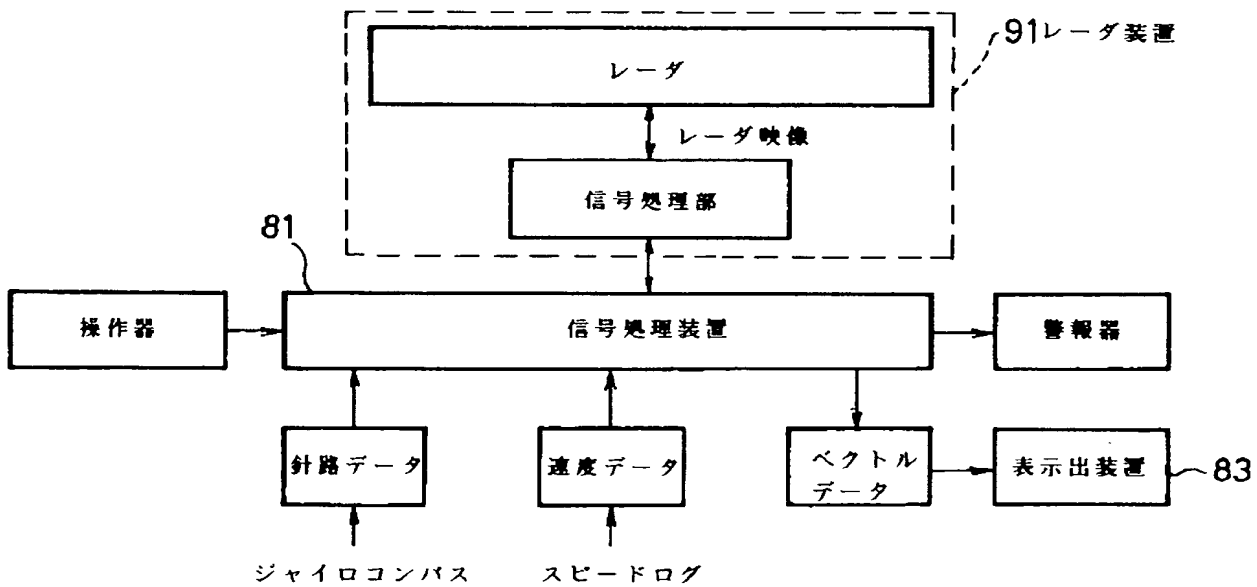 91レーダ装置
レーダ
レーダ映像
信号処理部
81
操作器
信号処理装置
警報器
針路データ
速度データ
ベクトル
データ
表示出装置
83
ジャイロコンパス
スピードログ